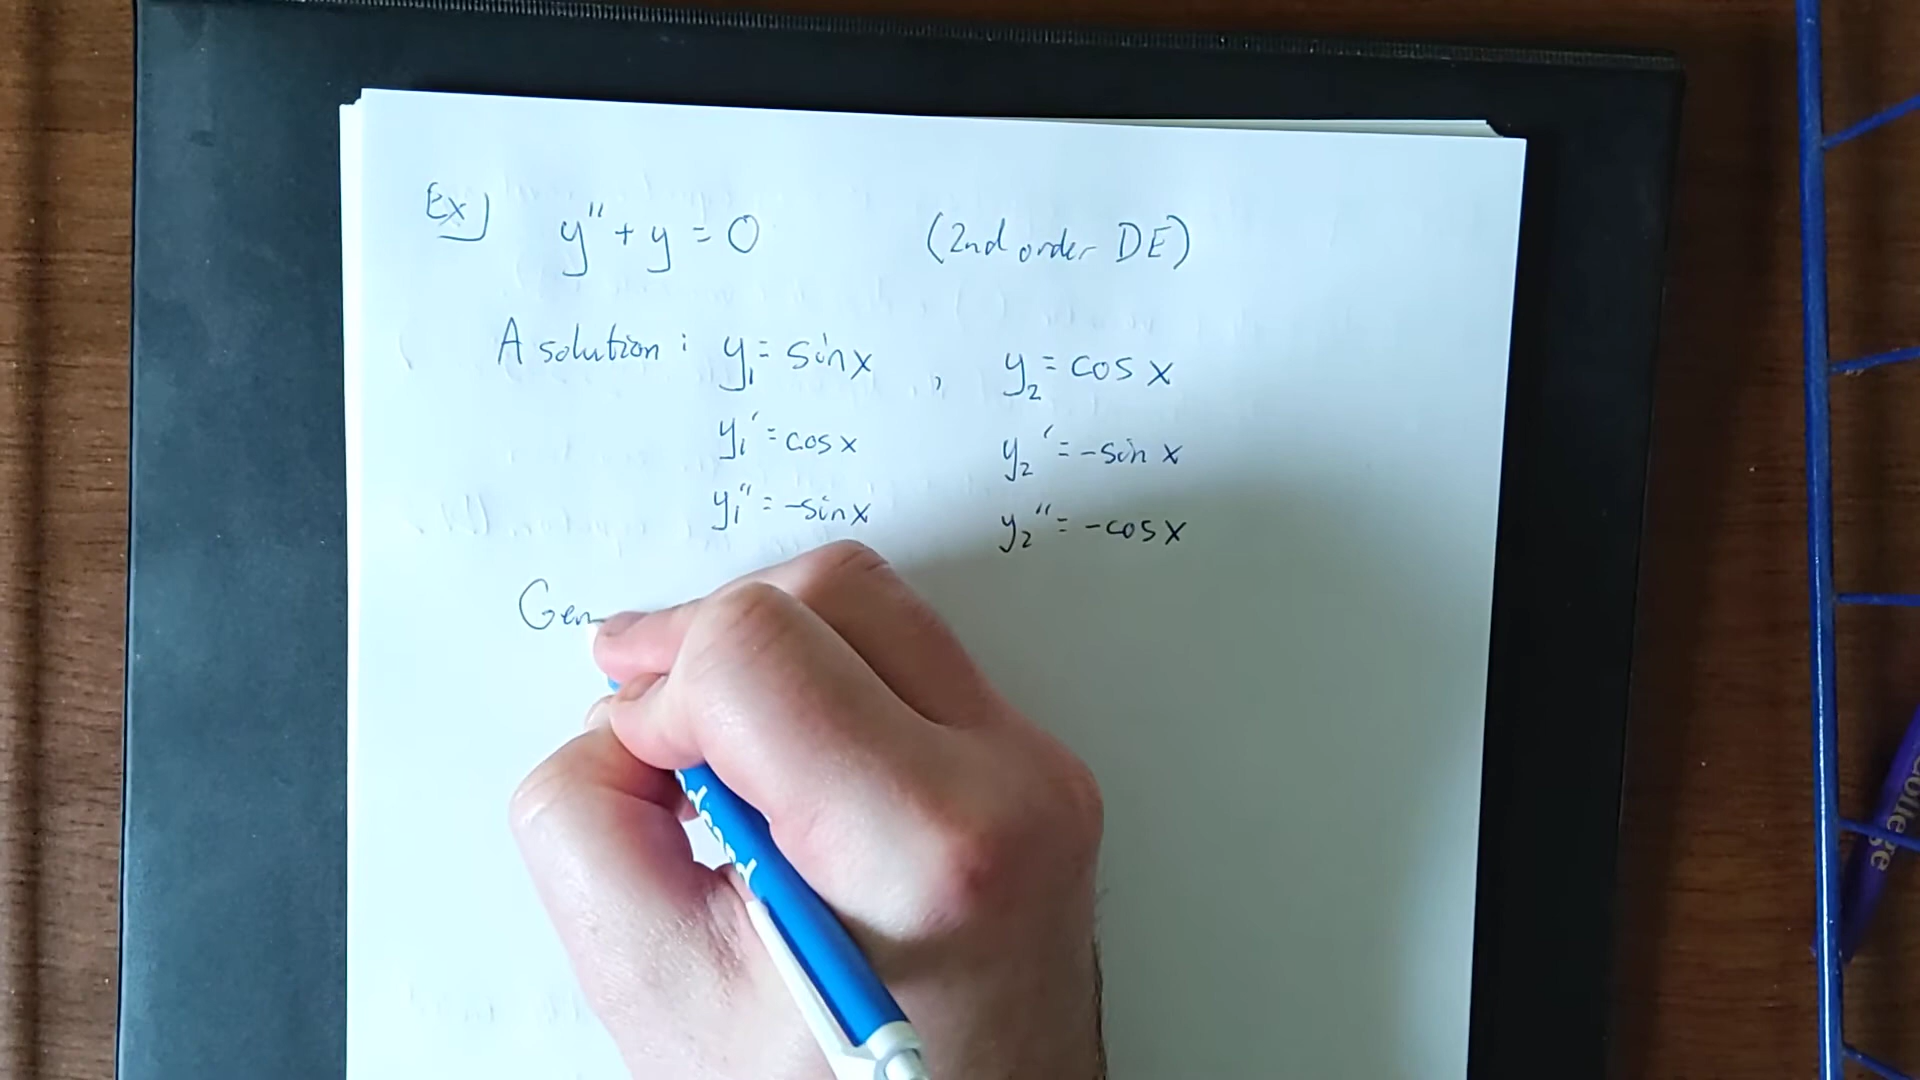 Ex) y'' + y = 0 (2nd order DE)
A solution : y₁ = sin x , y₂ = cos x
y₁' = cos x y₂' = -sin x
y₁'' = -sin x y₂'' = -cos x
Gen